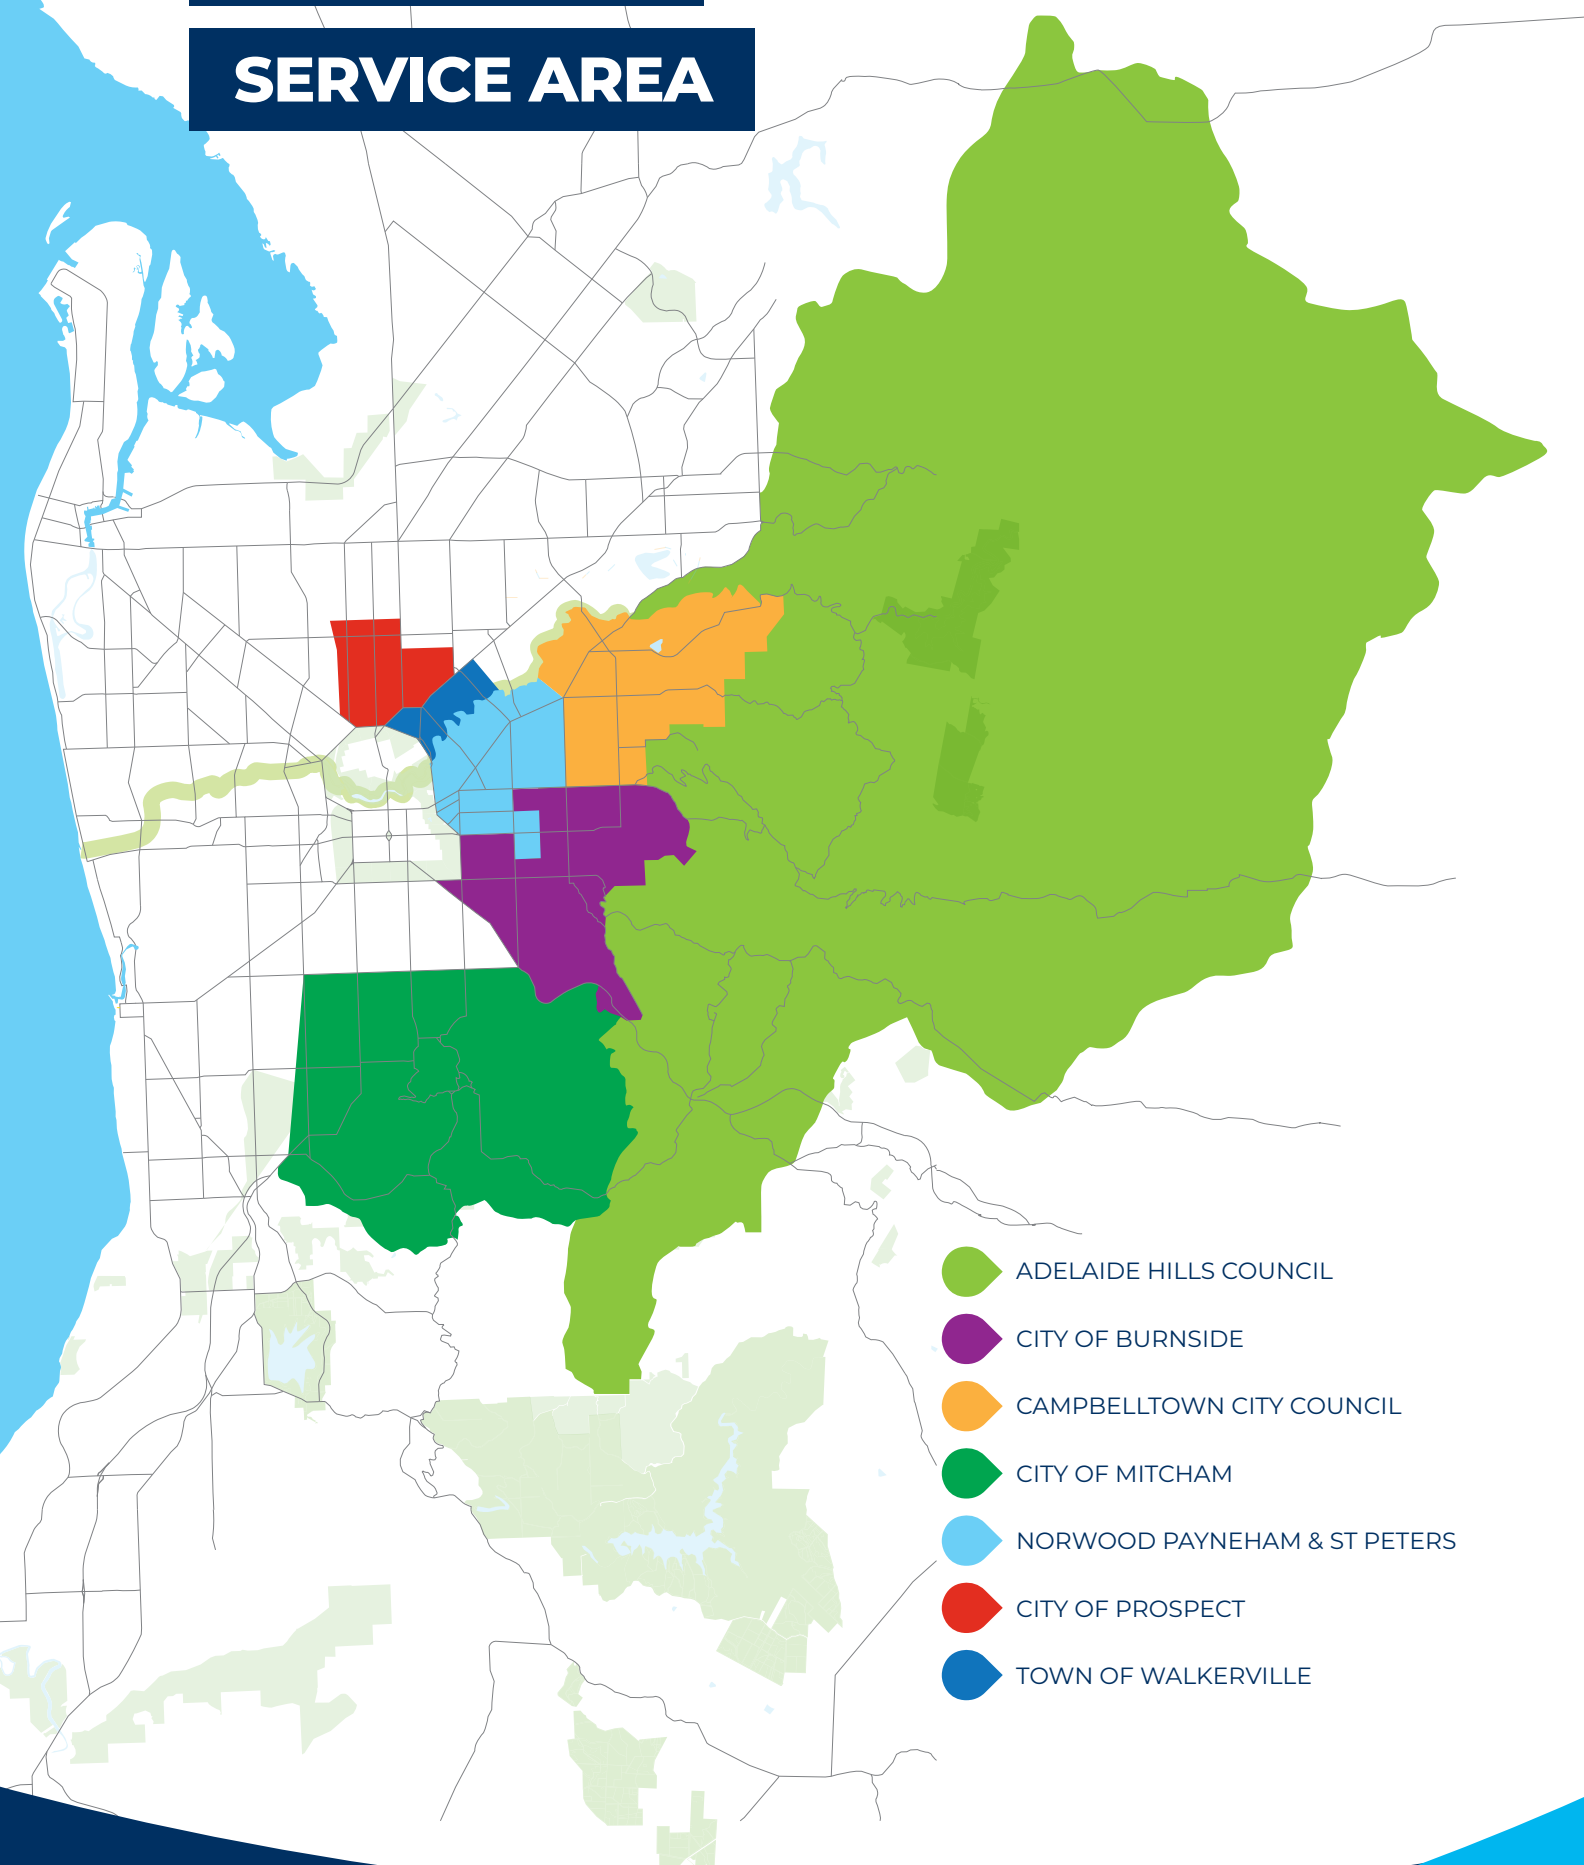 SERVICE AREA
ADELAIDE HILLS COUNCIL
CITY OF BURNSIDE
CAMPBELLTOWN CITY COUNCIL
CITY OF MITCHAM
NORWOOD PAYNEHAM & ST PETERS
CITY OF PROSPECT
TOWN OF WALKERVILLE